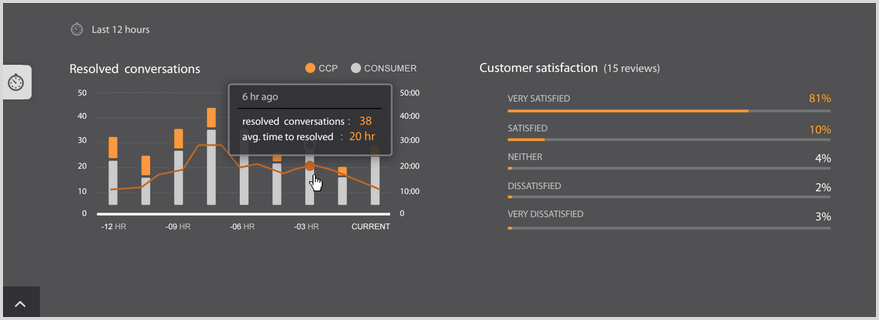 Last 12 hours
Resolved conversations
CCP CONSUMER
50 50:00
40 40:00
30 30:00
20 20:00
10 10:00
0 0
-12 HR -09 HR -06 HR -03 HR CURRENT
6 hr ago
resolved conversations : 38
avg. time to resolved : 20 hr
Customer satisfaction (15 reviews)
VERY SATISFIED 81%
SATISFIED 10%
NEITHER 4%
DISSATISFIED 2%
VERY DISSATISFIED 3%